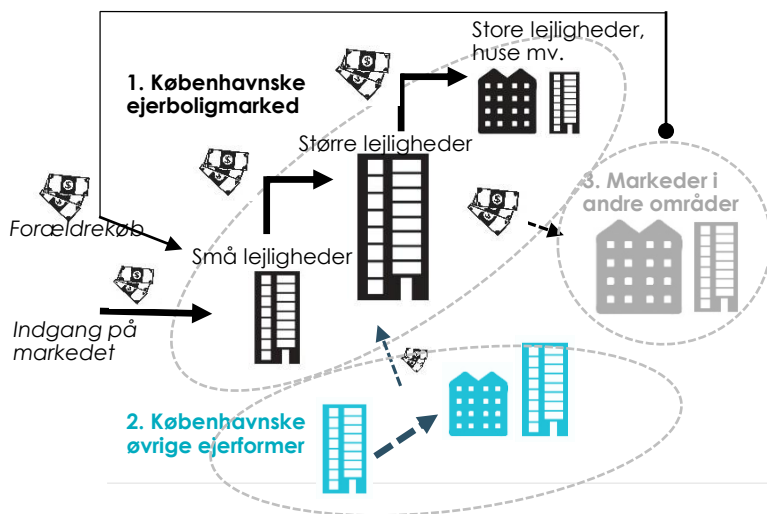 Store lejligheder,
huse mv.
1. Københavnske
ejerboligmarked
Større lejligheder
3. Markeder i
andre områder
Forældrekøb
Små lejligheder
Indgang på
markedet
2. Københavnske
øvrige ejerformer